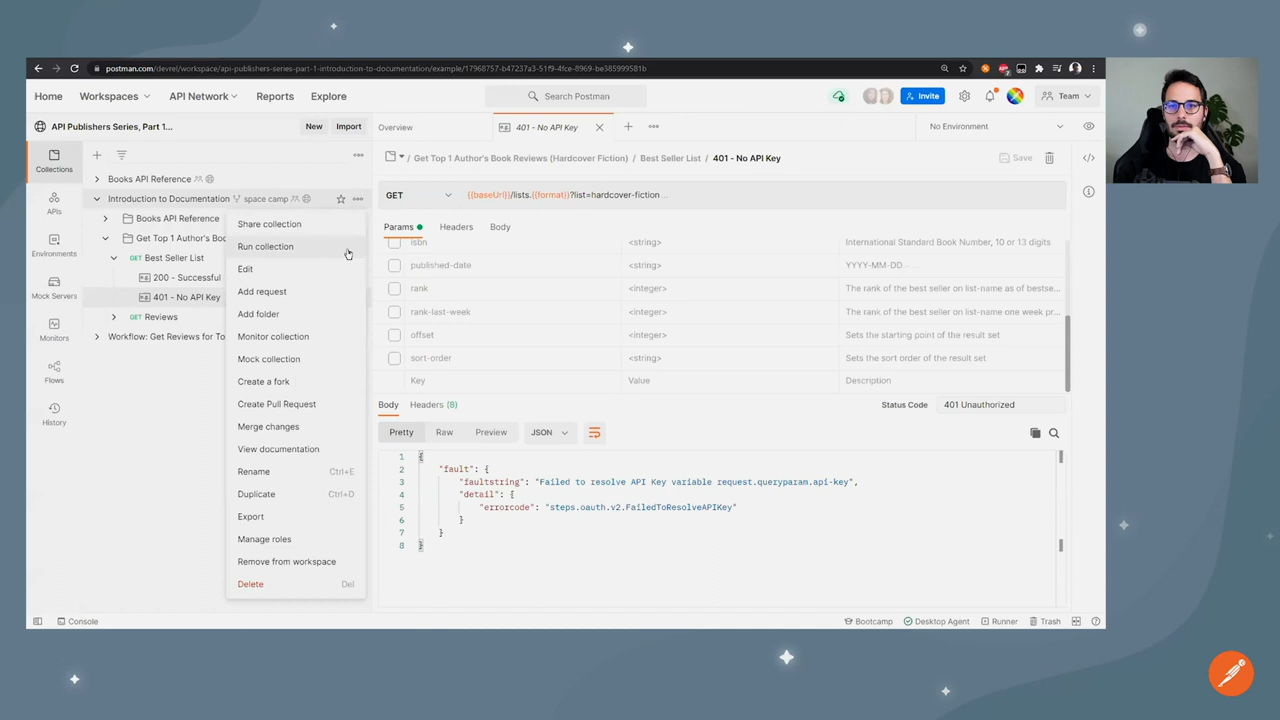 postman.com/devrel/workspace/api-publishers-series-part-1-introduction-to-documentation/example/17968757-b47237a3-51f9-4fce-8969-be385999581b
Home
Workspaces
API Network
Reports
Explore
Search Postman
Invite
Team
API Publishers Series, Part 1...
New
Import
Overview
401 - No API Key
No Environment
Collections
APIs
Environments
Mock Servers
Monitors
Flows
History
Books API Reference
Introduction to Documentation
space camp
Books API Reference
Get Top 1 Author's Boo
GET Best Seller List
200 - Successful
401 - No API Key
GET Reviews
Workflow: Get Reviews for To
Share collection
Run collection
Edit
Add request
Add folder
Monitor collection
Mock collection
Create a fork
Create Pull Request
Merge changes
View documentation
Rename Ctrl+E
Duplicate Ctrl+D
Export
Manage roles
Remove from workspace
Delete Del
/ Get Top 1 Author's Book Reviews (Hardcover Fiction) / Best Seller List / 401 - No API Key
Save
GET
{{baseUrl}}/lists.{{format}}?list=hardcover-fiction ...
Params
Headers
Body
isbn <string> International Standard Book Number, 10 or 13 digits
published-date <string> YYYY-MM-DD
rank <integer> The rank of the best seller on list-name as of bestse...
rank-last-week <integer> The rank of the best seller on list-name one week pr...
offset <integer> Sets the starting point of the result set
sort-order <string> Sets the sort order of the result set
Key Value Description
Body
Headers (8)
Status Code
401 Unauthorized
Pretty
Raw
Preview
JSON
1 {
2 "fault": {
3 "faultstring": "Failed to resolve API Key variable request.queryparam.api-key",
4 "detail": {
5 "errorcode": "steps.oauth.v2.FailedToResolveAPIKey"
6 }
7 }
8 }
Console
Bootcamp
Desktop Agent
Runner
Trash